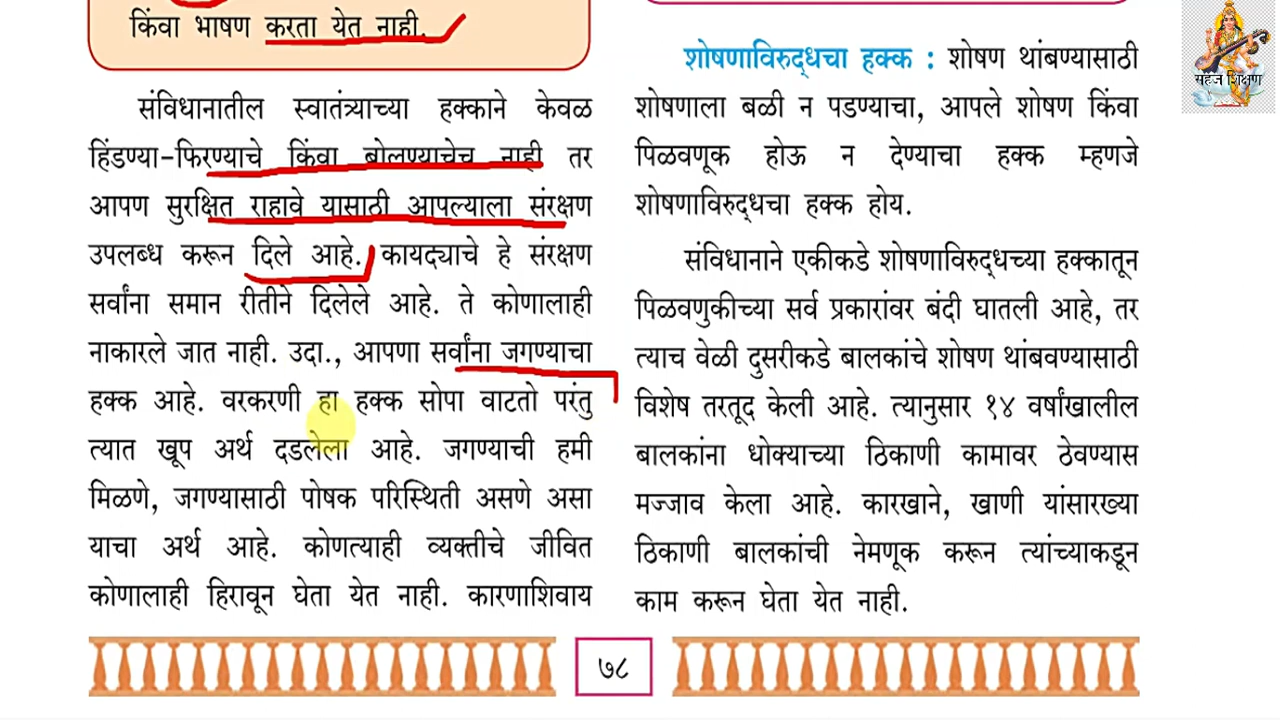 किंवा भाषण करता येत नाही.
संविधानातील स्वातंत्र्याच्या हक्काने केवळ
हिंडण्या-फिरण्याचे किंवा बोलण्याचेच नाही तर
आपण सुरक्षित राहावे यासाठी आपल्याला संरक्षण
उपलब्ध करून दिले आहे. कायद्याचे हे संरक्षण
सर्वांना समान रीतीने दिलेले आहे. ते कोणालाही
नाकारले जात नाही. उदा., आपणा सर्वांना जगण्याचा
हक्क आहे. वरकरणी हा हक्क सोपा वाटतो परंतु
त्यात खूप अर्थ दडलेला आहे. जगण्याची हमी
मिळणे, जगण्यासाठी पोषक परिस्थिती असणे असा
याचा अर्थ आहे. कोणत्याही व्यक्तीचे जीवित
कोणालाही हिरावून घेता येत नाही. कारणाशिवाय
शोषणाविरुद्धचा हक्क : शोषण थांबण्यासाठी
शोषणाला बळी न पडण्याचा, आपले शोषण किंवा
पिळवणूक होऊ न देण्याचा हक्क म्हणजे
शोषणाविरुद्धचा हक्क होय.
संविधानाने एकीकडे शोषणाविरुद्धच्या हक्कातून
पिळवणुकीच्या सर्व प्रकारांवर बंदी घातली आहे, तर
त्याच वेळी दुसरीकडे बालकांचे शोषण थांबवण्यासाठी
विशेष तरतूद केली आहे. त्यानुसार १४ वर्षांखालील
बालकांना धोक्याच्या ठिकाणी कामावर ठेवण्यास
मज्जाव केला आहे. कारखाने, खाणी यांसारख्या
ठिकाणी बालकांची नेमणूक करून त्यांच्याकडून
काम करून घेता येत नाही.
७८
सहज शिक्षण